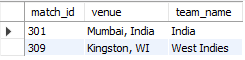 match_id venue team_name
301 Mumbai, India India
309 Kingston, WI West Indies